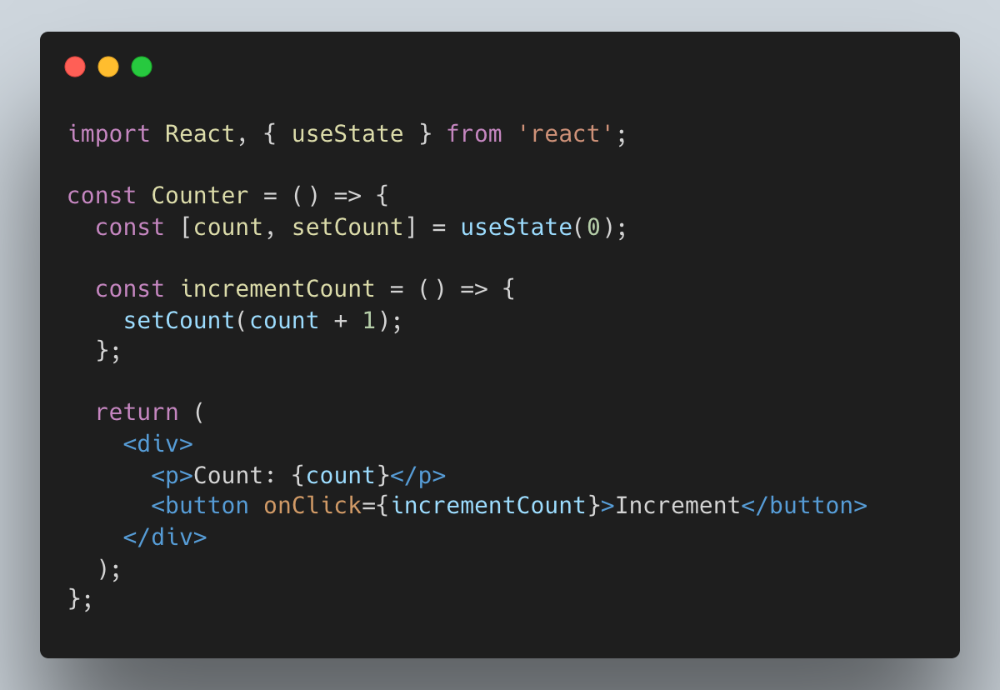 import React, { useState } from 'react';

const Counter = () => {
  const [count, setCount] = useState(0);

  const incrementCount = () => {
    setCount(count + 1);
  };

  return (
    <div>
      <p>Count: {count}</p>
      <button onClick={incrementCount}>Increment</button>
    </div>
  );
};